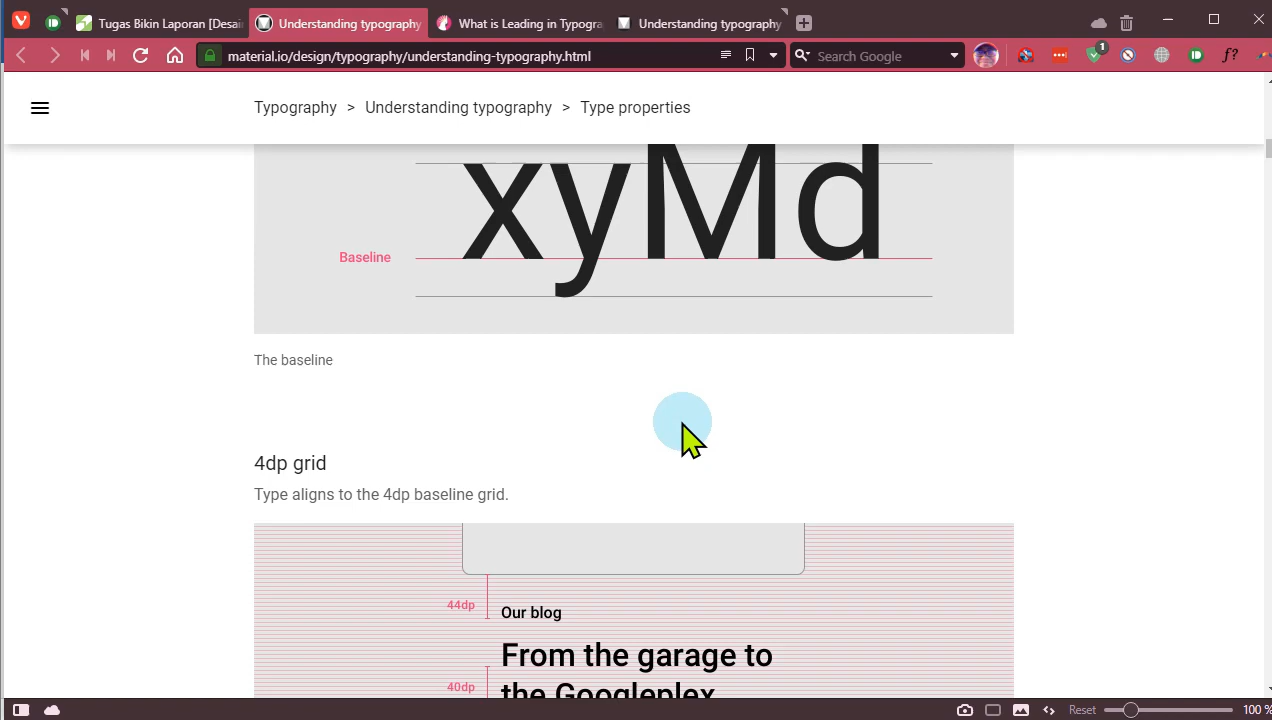 Tugas Bikin Laporan [Desai
Understanding typography
What is Leading in Typogra
Understanding typography
material.io/design/typography/understanding-typography.html
Search Google
1
f?
Typography > Understanding typography > Type properties
xyMd
Baseline
The baseline
4dp grid
Type aligns to the 4dp baseline grid.
44dp
Our blog
From the garage to
40dp
the Googleplex
Reset
100 %